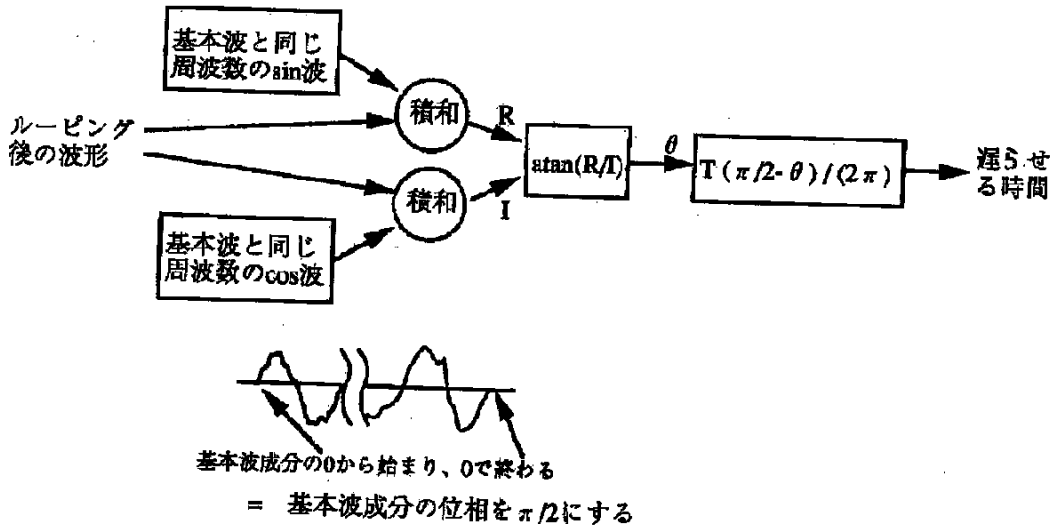 基本波と同じ
周波数のsin波
ルーピング
後の波形
積和
R
積和
I
基本波と同じ
周波数のcos波
atan(R/I)
θ
T(π/2-θ)/(2π)
遅らせ
る時間
基本波成分の0から始まり、0で終わる
= 基本波成分の位相をπ/2にする